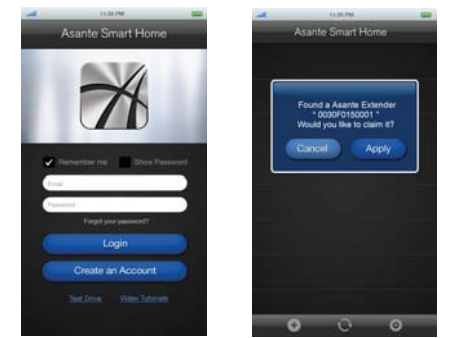 11:39 PM
Asante Smart Home
Remember me
Show Password
Email
Password
Forgot your password?
Login
Create an Account
Test Drive
Video Tutorials
11:39 PM
Asante Smart Home
Found a Asante Extender
" 0030F0150001 "
Would you like to claim it?
Cancel
Apply